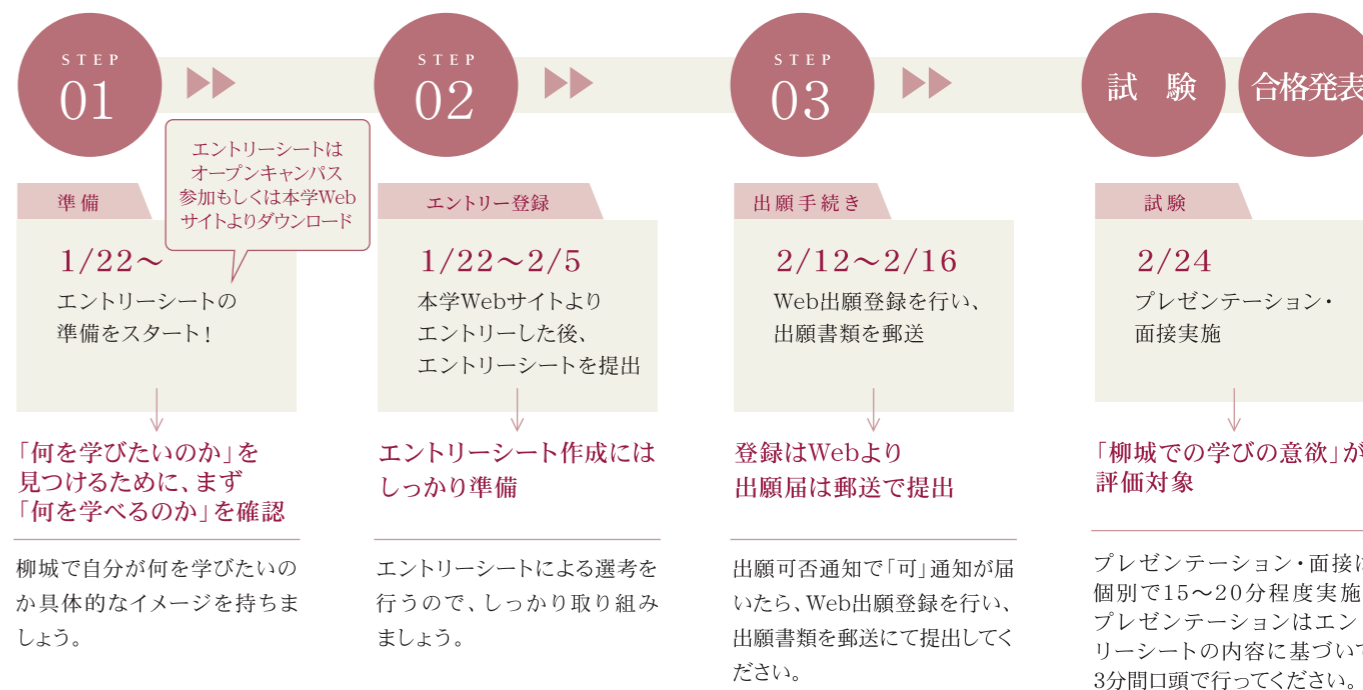 STEP
01
STEP
02
STEP
03
試 験
合格発表
エントリーシートは
オープンキャンパス
参加もしくは本学Web
サイトよりダウンロード
準備
1/22〜
エントリーシートの
準備をスタート!
「何を学びたいのか」を
見つけるために、まず
「何を学べるのか」を確認
柳城で自分が何を学びたいの
か具体的なイメージを持ちま
しょう。
エントリー登録
1/22〜2/5
本学Webサイトより
エントリーした後、
エントリーシートを提出
エントリーシート作成には
しっかり準備
エントリーシートによる選考を
行うので、しっかり取り組み
ましょう。
出願手続き
2/12〜2/16
Web出願登録を行い、
出願書類を郵送
登録はWebより
出願届は郵送で提出
出願可否通知で「可」通知が届
いたら、Web出願登録を行い、
出願書類を郵送にて提出してく
ださい。
試験
2/24
プレゼンテーション・
面接実施
「柳城での学びの意欲」が
評価対象
プレゼンテーション・面接は
個別で15〜20分程度実施
プレゼンテーションはエン
リーシートの内容に基づいて
3分間口頭で行ってください。